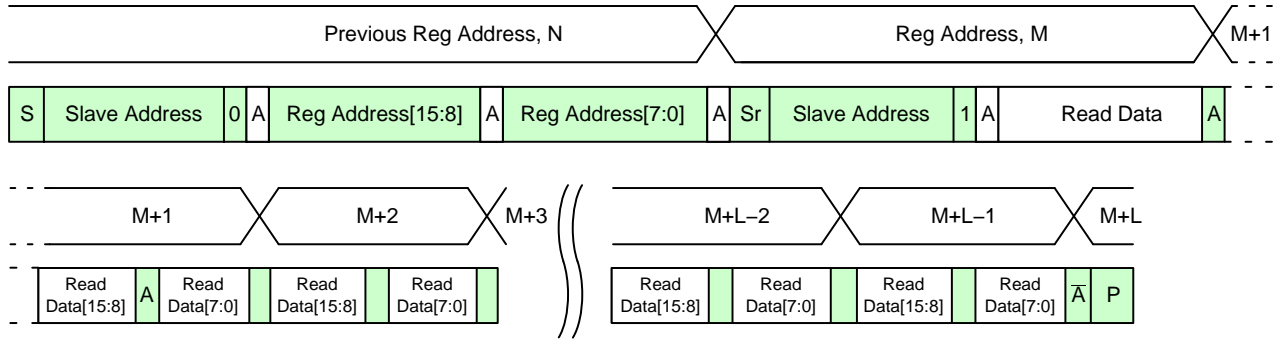 Previous Reg Address, N Reg Address, M M+1
S Slave Address 0 A Reg Address[15:8] A Reg Address[7:0] A Sr Slave Address 1 A Read Data A
M+1 M+2 M+3 M+L−2 M+L−1 M+L
Read Read Read Read Read Read Read Read
Data[15:8] A Data[7:0] Data[15:8] Data[7:0] Data[15:8] Data[7:0] Data[15:8] Data[7:0] A̅ P